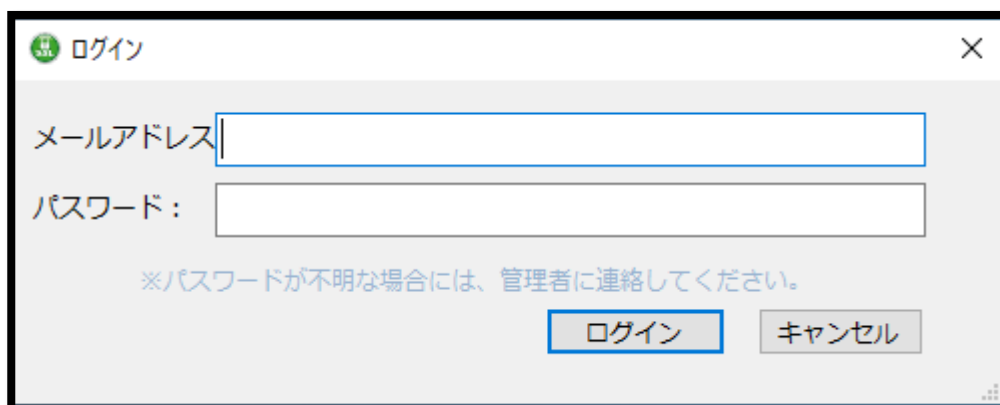 ログイン
メールアドレス
パスワード：
※パスワードが不明な場合には、管理者に連絡してください。
ログイン キャンセル